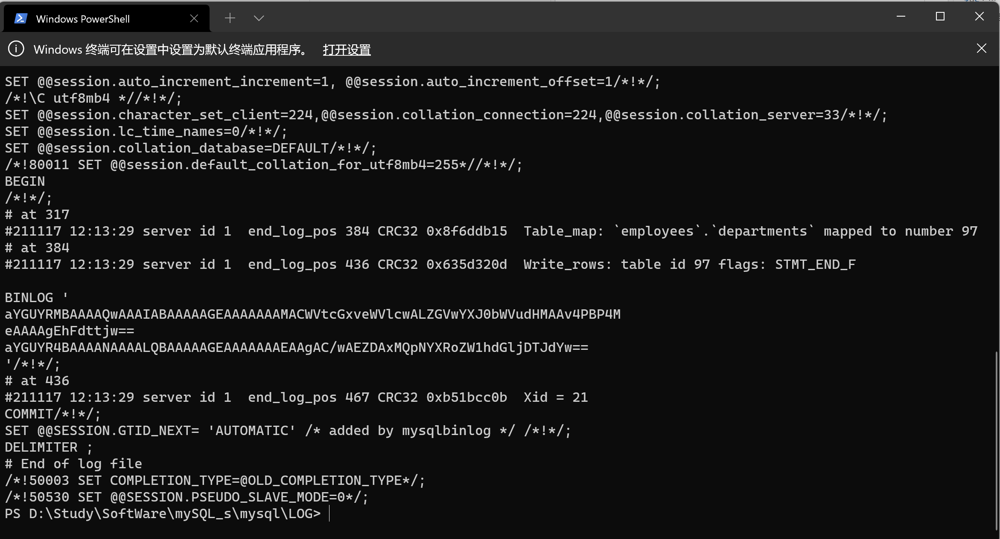 Windows PowerShell
Windows 终端可在设置中设置为默认终端应用程序。 打开设置
SET @@session.auto_increment_increment=1, @@session.auto_increment_offset=1/*!*/;
/*!\C utf8mb4 *//*!*/;
SET @@session.character_set_client=224,@@session.collation_connection=224,@@session.collation_server=33/*!*/;
SET @@session.lc_time_names=0/*!*/;
SET @@session.collation_database=DEFAULT/*!*/;
/*!80011 SET @@session.default_collation_for_utf8mb4=255*//*!*/;
BEGIN
/*!*/;
# at 317
#211117 12:13:29 server id 1  end_log_pos 384 CRC32 0x8f6ddb15  Table_map: `employees`.`departments` mapped to number 97
# at 384
#211117 12:13:29 server id 1  end_log_pos 436 CRC32 0x635d320d  Write_rows: table id 97 flags: STMT_END_F
BINLOG '
aYGUYRMBAAAAQwAAAIABAAAAAGEAAAAAAAMACWVtcGxveWVlcwALZGVwYXJ0bWVudHMAAv4PBP4M
eAAAAgEhFdttjw==
aYGUYR4BAAAANAAAALQBAAAAAGEAAAAAAAEAAgAC/wAEZDAxMQpNYXRoZW1hdGljDTJdYw==
'/*!*/;
# at 436
#211117 12:13:29 server id 1  end_log_pos 467 CRC32 0xb51bcc0b  Xid = 21
COMMIT/*!*/;
SET @@SESSION.GTID_NEXT= 'AUTOMATIC' /* added by mysqlbinlog */ /*!*/;
DELIMITER ;
# End of log file
/*!50003 SET COMPLETION_TYPE=@OLD_COMPLETION_TYPE*/;
/*!50530 SET @@SESSION.PSEUDO_SLAVE_MODE=0*/;
PS D:\Study\SoftWare\mySQL_s\mysql\LOG>